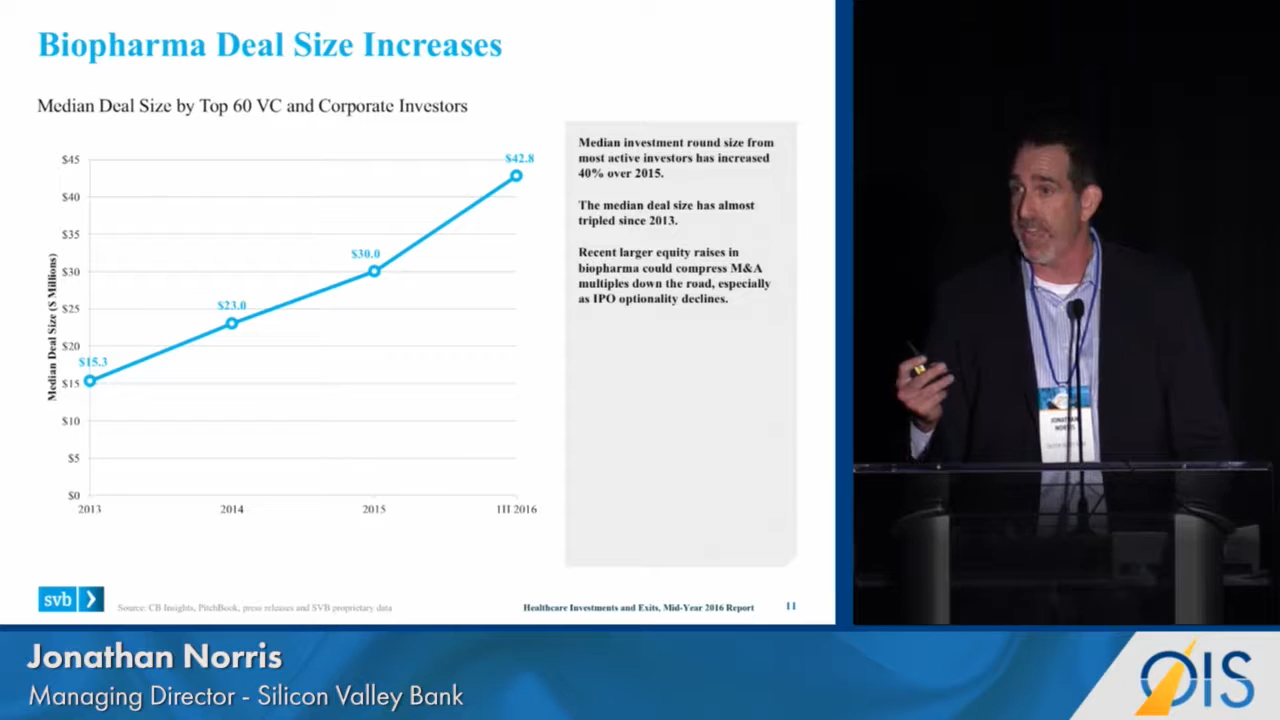 Biopharma Deal Size Increases
Median Deal Size by Top 60 VC and Corporate Investors
Median Deal Size ($ Millions)
$45
$40
$35
$30
$25
$20
$15
$10
$5
$0
$15.3
$23.0
$30.0
$42.8
2013
2014
2015
1H 2016
Median investment round size from
most active investors has increased
40% over 2015.
The median deal size has almost
tripled since 2013.
Recent larger equity raises in
biopharma could compress M&A
multiples down the road, especially
as IPO optionality declines.
svb
Source: CB Insights, PitchBook, press releases and SVB proprietary data
Healthcare Investments and Exits, Mid-Year 2016 Report
11
JONATHAN
NORRIS
Jonathan Norris
Managing Director - Silicon Valley Bank
OIS